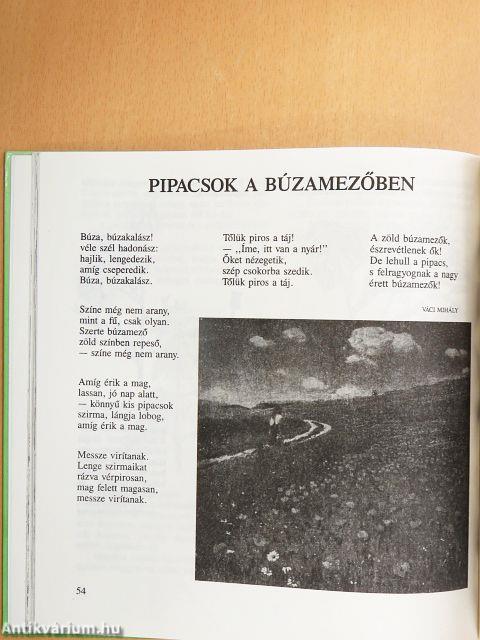 PIPACSOK A BÚZAMEZŐBEN
Búza, búzakalász!
véle szél hadonász:
hajlik, lengedezik,
amíg cseperedik.
Búza, búzakalász.
Színe még nem arany,
mint a fű, csak olyan.
Szerte búzamező
zöld színben repeső,
— színe még nem arany.
Amíg érik a mag,
lassan, jó nap alatt,
— könnyű kis pipacsok
szirma, lángja lobog,
amíg érik a mag.
Messze virítanak.
Lenge szirmaikat
rázva vérpirosan,
mag felett magasan,
messze virítanak.
Tőlük piros a táj!
— ,,Íme, itt van a nyár!”
Őket nézegetik,
szép csokorba szedik.
Tőlük piros a táj.
A zöld búzamezők,
észrevétlenek ők!
De lehull a pipacs,
s felragyognak a nagy
érett búzamezők!
VÁCI MIHÁLY
54
Antikvárium.hu